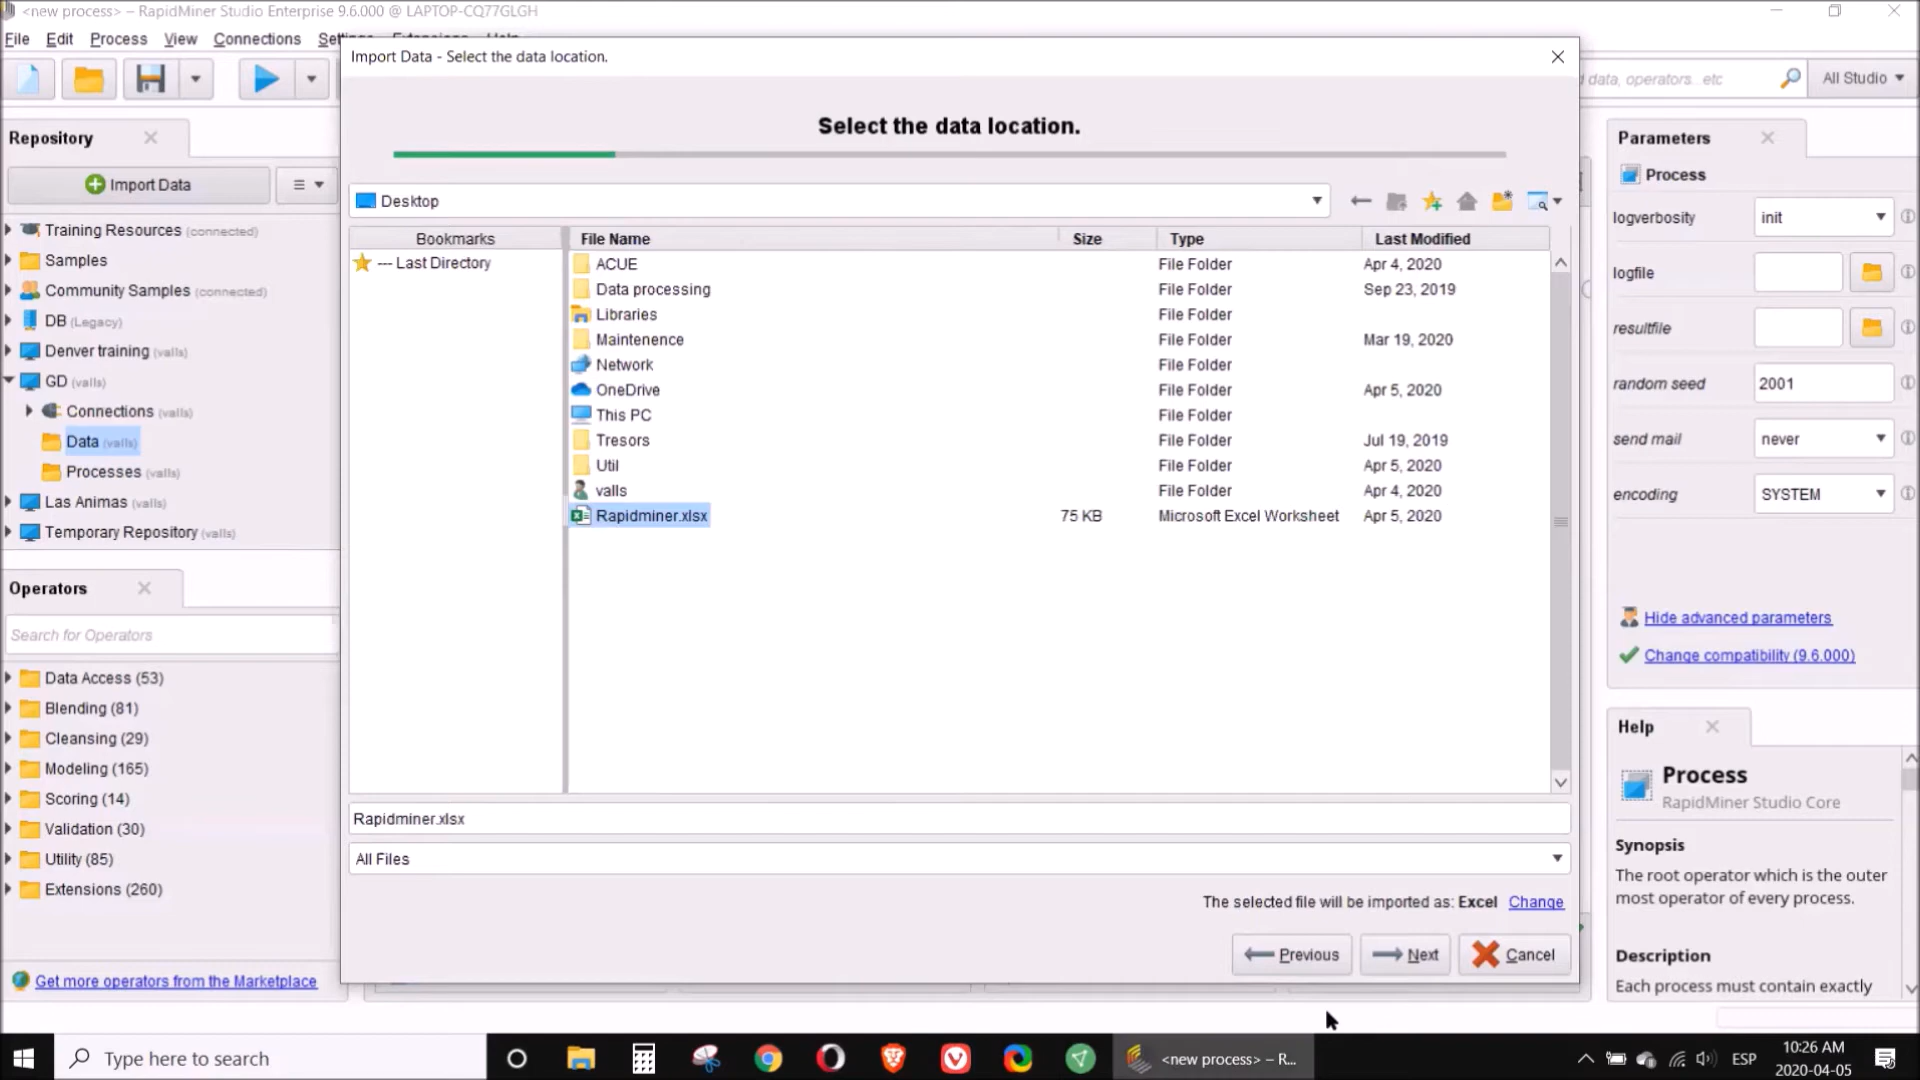 <new process> – RapidMiner Studio Enterprise 9.6.000 @ LAPTOP-CQ77GLGH
File Edit Process View Connections
Import Data - Select the data location.
data, operators. etc
All Studio
Select the data location.
Repository
Import Data
Training Resources (connected)
Samples
Community Samples (connected)
DB (Legacy)
Denver training (valls)
GD (valls)
Connections (valls)
Data (valls)
Processes (valls)
Las Animas (valls)
Temporary Repository (valls)
Operators
Search for Operators
Data Access (53)
Blending (81)
Cleansing (29)
Modeling (165)
Scoring (14)
Validation (30)
Utility (85)
Extensions (260)
Get more operators from the Marketplace
Desktop
Bookmarks
--- Last Directory
File Name Size Type Last Modified
ACUE File Folder Apr 4, 2020
Data processing File Folder Sep 23, 2019
Libraries File Folder
Maintenence File Folder Mar 19, 2020
Network File Folder
OneDrive File Folder Apr 5, 2020
This PC File Folder
Tresors File Folder Jul 19, 2019
Util File Folder Apr 5, 2020
valls File Folder Apr 4, 2020
Rapidminer.xlsx 75 KB Microsoft Excel Worksheet Apr 5, 2020
Rapidminer.xlsx
All Files
The selected file will be imported as: Excel Change
Previous Next Cancel
Parameters
Process
logverbosity init
logfile
resultfile
random seed 2001
send mail never
encoding SYSTEM
Hide advanced parameters
Change compatibility (9.6.000)
Help
Process
RapidMiner Studio Core
Synopsis
The root operator which is the outer
most operator of every process.
Description
Each process must contain exactly
Type here to search
<new process> – R...
ESP
10:26 AM
2020-04-05